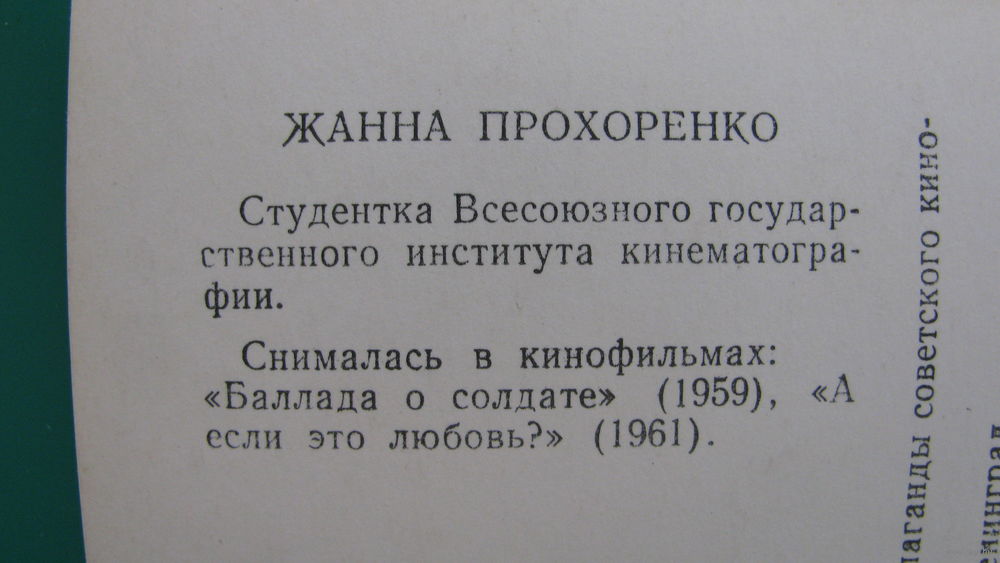 ЖАННА ПРОХОРЕНКО
Студентка Всесоюзного государ-
ственного института кинематогра-
фии.
Снималась в кинофильмах:
«Баллада о солдате» (1959), «А
если это любовь?» (1961).
паганды советского кино-
енинград